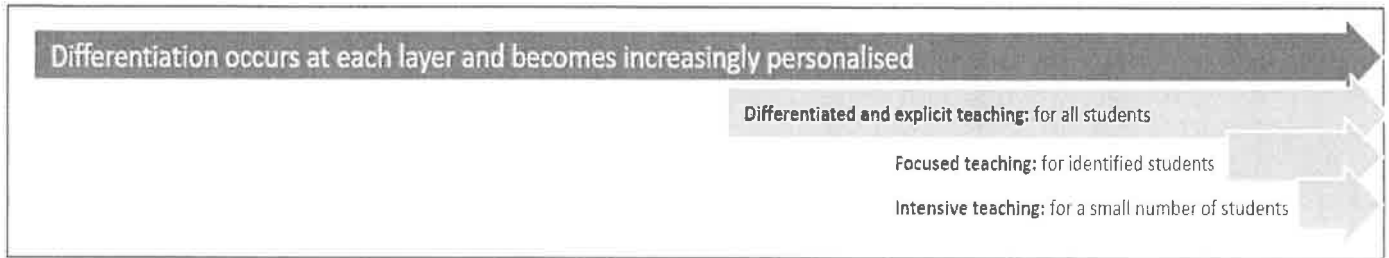 Differentiation occurs at each layer and becomes increasingly personalised
Differentiated and explicit teaching: for all students
Focused teaching: for identified students
Intensive teaching: for a small number of students